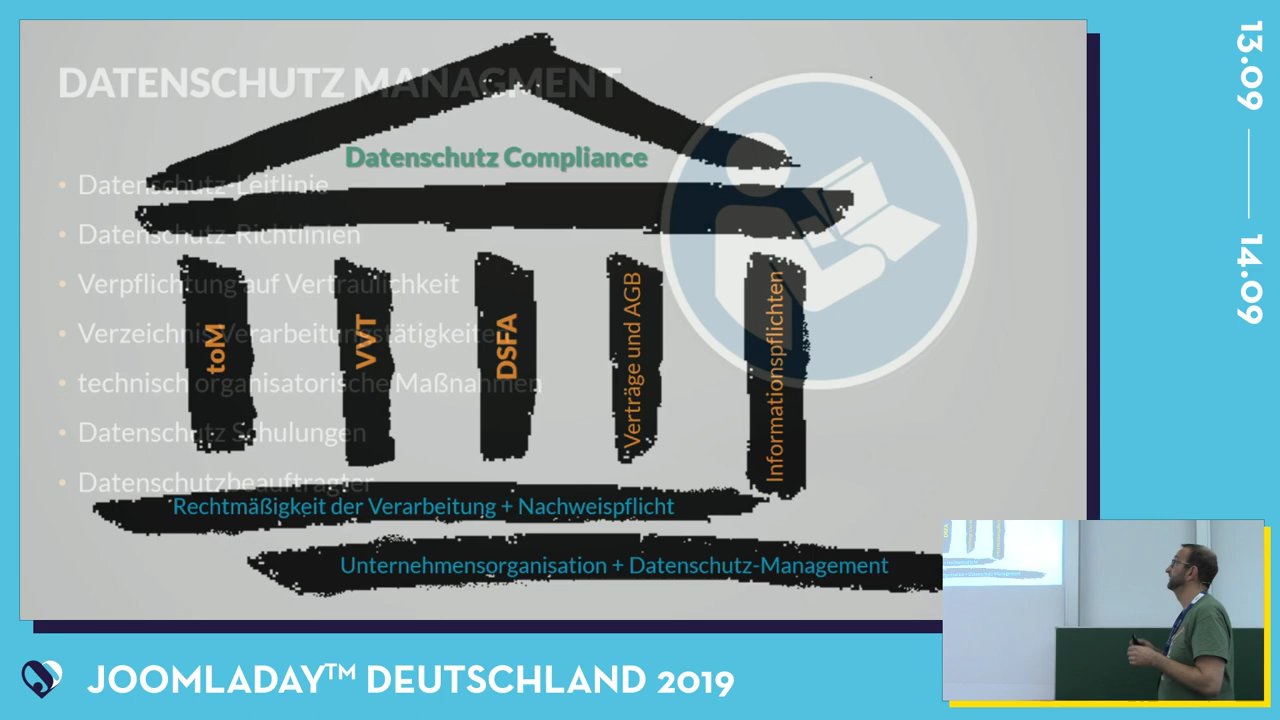 DATENSCHUTZ MANAGMENT
Datenschutz Compliance
Datenschutz-Leitlinie
Datenschutz-Richtlinien
Verpflichtung auf Vertraulichkeit
Verzeichnis Verarbeitungstätigkeiten
technisch organisatorische Maßnahmen
Datenschutz Schulungen
Datenschutzbeauftragter
toM
VVT
DSFA
Verträge und AGB
Informationspflichten
Rechtmäßigkeit der Verarbeitung + Nachweispflicht
Unternehmensorganisation + Datenschutz-Management
13.09
14.09
JOOMLADAY™ DEUTSCHLAND 2019